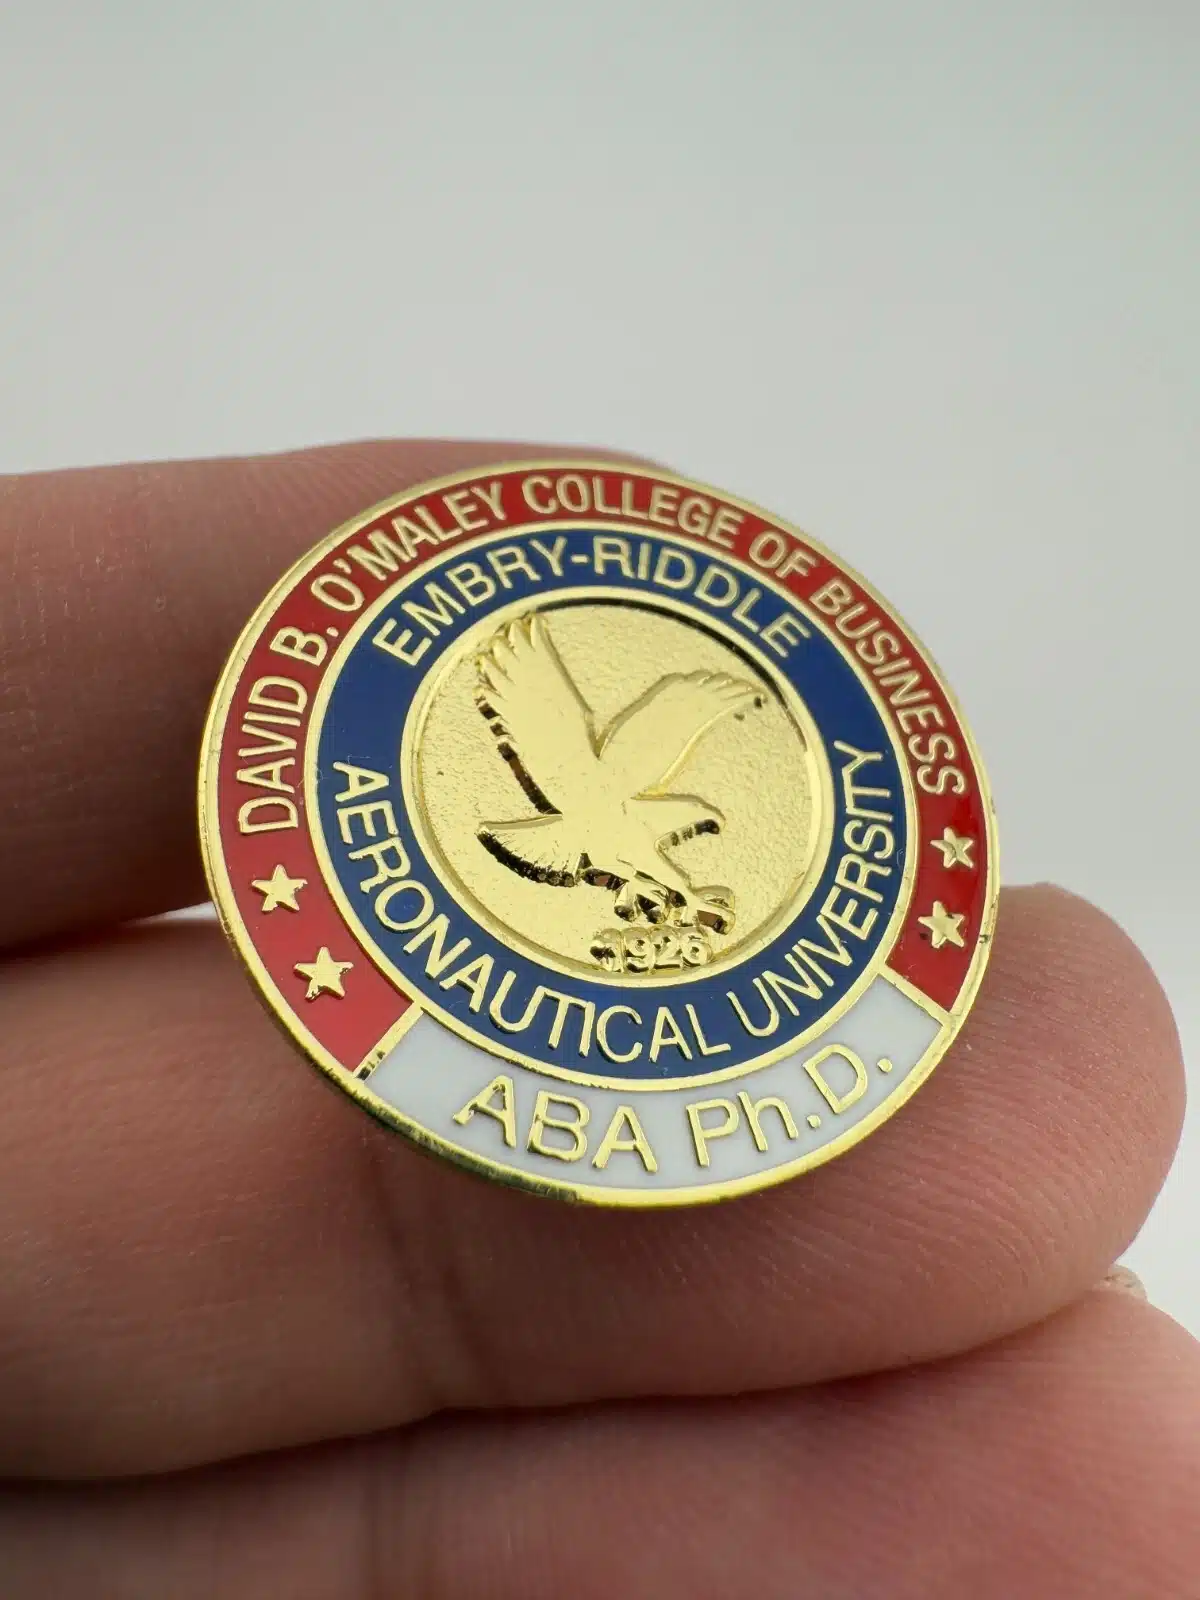 DAVID B. O'MALEY COLLEGE OF BUSINESS
EMBRY-RIDDLE
AERONAUTICAL UNIVERSITY
1926
ABA Ph.D.